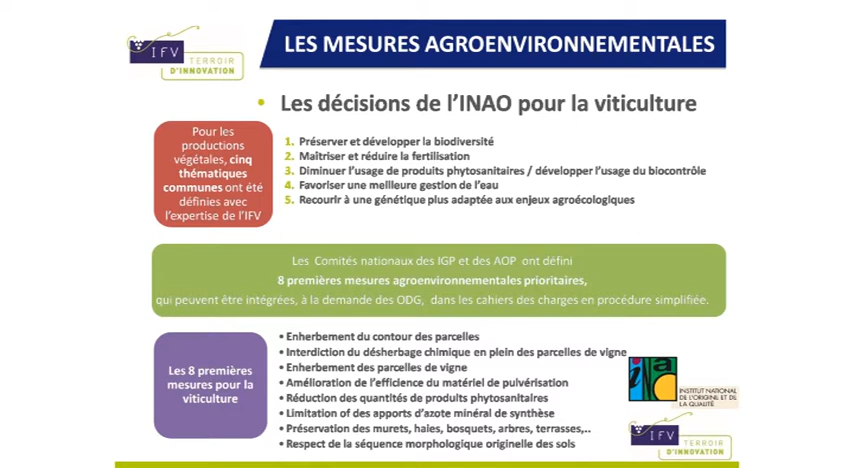 IFV
TERROIR
D'INNOVATION
LES MESURES AGROENVIRONNEMENTALES
• Les décisions de l'INAO pour la viticulture
Pour les
productions
végétales, cinq
thématiques
communes ont été
définies avec
l'expertise de l'IFV
1. Préserver et développer la biodiversité
2. Maîtriser et réduire la fertilisation
3. Diminuer l'usage de produits phytosanitaires / développer l'usage du biocontrôle
4. Favoriser une meilleure gestion de l'eau
5. Recourir à une génétique plus adaptée aux enjeux agroécologiques
Les Comités nationaux des IGP et des AOP ont défini
8 premières mesures agroenvironnementales prioritaires,
qui peuvent être intégrées, à la demande des ODG, dans les cahiers des charges en procédure simplifiée.
Les 8 premières
mesures pour la
viticulture
• Enherbement du contour des parcelles
• Interdiction du désherbage chimique en plein des parcelles de vigne
• Enherbement des parcelles de vigne
• Amélioration de l'efficience du matériel de pulvérisation
• Réduction des quantités de produits phytosanitaires
• Limitation of des apports d'azote minéral de synthèse
• Préservation des murets, haies, bosquets, arbres, terrasses,..
• Respect de la séquence morphologique originelle des sols
INAO
INSTITUT NATIONAL
DE L'ORIGINE ET DE
LA QUALITÉ
IFV
TERROIR
D'INNOVATION